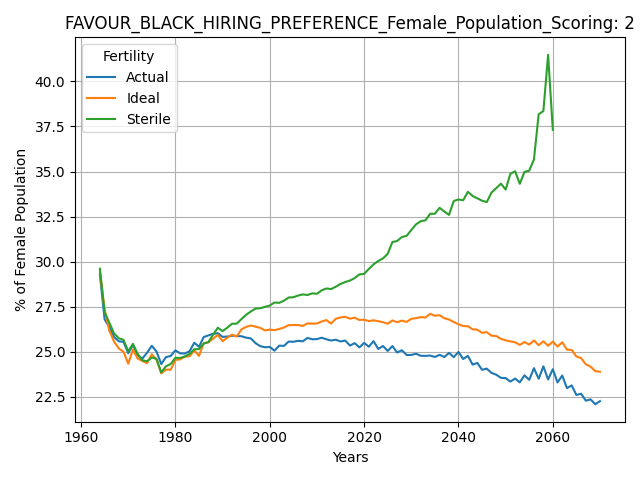 FAVOUR_BLACK_HIRING_PREFERENCE_Female_Population_Scoring: 2
Fertility
Actual
Ideal
Sterile
% of Female Population
40.0
37.5
35.0
32.5
30.0
27.5
25.0
22.5
1960 1980 2000 2020 2040 2060
Years